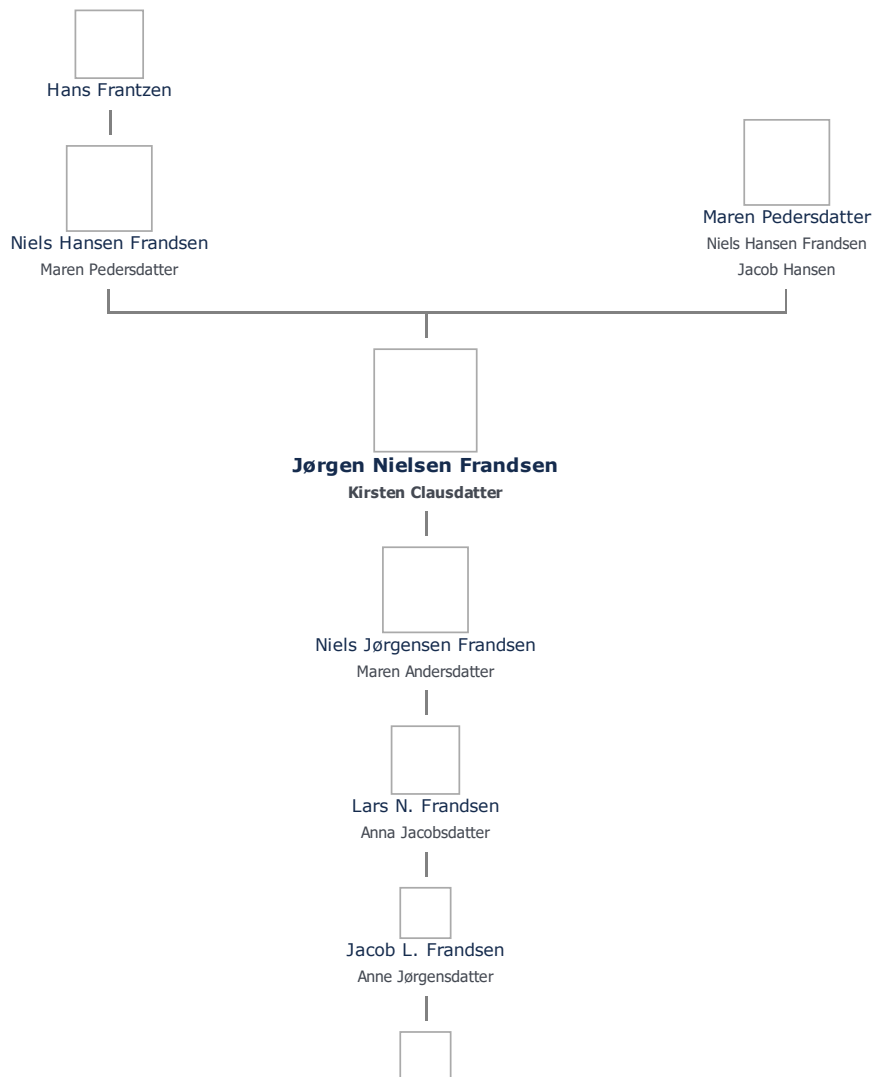 Hans Frantzen
Niels Hansen Frandsen
Maren Pedersdatter
Maren Pedersdatter
Niels Hansen Frandsen
Jacob Hansen
Jørgen Nielsen Frandsen
Kirsten Clausdatter
Niels Jørgensen Frandsen
Maren Andersdatter
Lars N. Frandsen
Anna Jacobsdatter
Jacob L. Frandsen
Anne Jørgensdatter